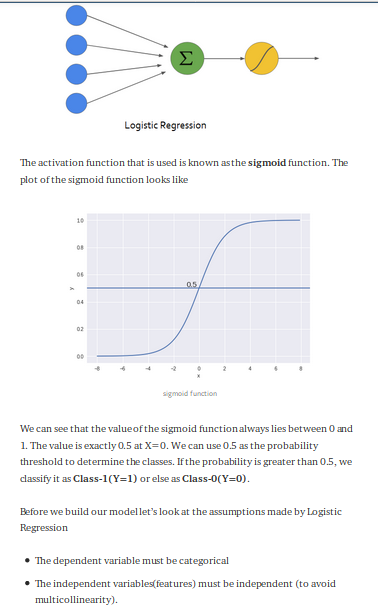 Σ
Logistic Regression
The activation function that is used is known as the sigmoid function. The
plot of the sigmoid function looks like
1.0
0.8
0.6
0.5
y
0.4
0.2
0.0
-8 -6 -4 -2 0 2 4 6 8
x
sigmoid function
We can see that the value of the sigmoid function always lies between 0 and
1. The value is exactly 0.5 at X=0. We can use 0.5 as the probability
threshold to determine the classes. If the probability is greater than 0.5, we
classify it as Class-1(Y=1) or else as Class-0(Y=0).
Before we build our model let's look at the assumptions made by Logistic
Regression
• The dependent variable must be categorical
• The independent variables(features) must be independent (to avoid
multicollinearity).